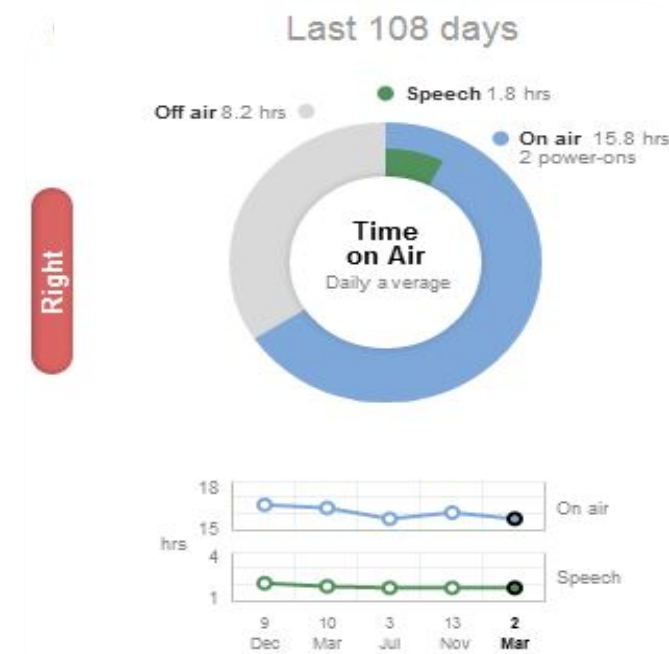 Last 108 days
Speech 1.8 hrs
Off air 8.2 hrs
On air 15.8 hrs
2 power-ons
Right
Time
on Air
Daily average
18
15
On air
hrs
4
1
Speech
9 10 3 13 2
Dec Mar Jul Nov Mar